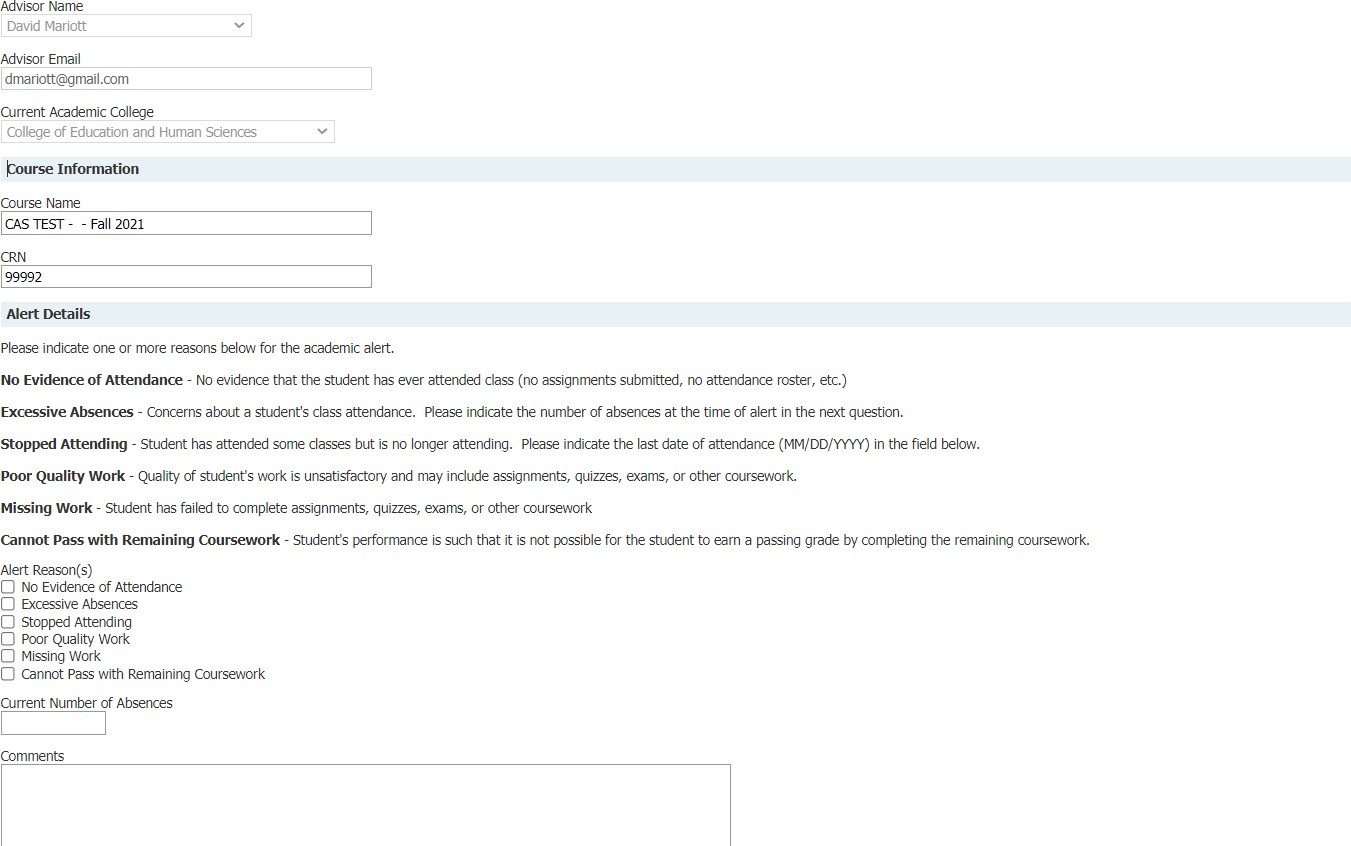 Advisor Name
David Mariott
Advisor Email
dmariott@gmail.com
Current Academic College
College of Education and Human Sciences
Course Information
Course Name
CAS TEST -  - Fall 2021
CRN
99992
Alert Details
Please indicate one or more reasons below for the academic alert.
No Evidence of Attendance - No evidence that the student has ever attended class (no assignments submitted, no attendance roster, etc.)
Excessive Absences - Concerns about a student's class attendance.  Please indicate the number of absences at the time of alert in the next question.
Stopped Attending - Student has attended some classes but is no longer attending.  Please indicate the last date of attendance (MM/DD/YYYY) in the field below.
Poor Quality Work - Quality of student's work is unsatisfactory and may include assignments, quizzes, exams, or other coursework.
Missing Work - Student has failed to complete assignments, quizzes, exams, or other coursework
Cannot Pass with Remaining Coursework - Student's performance is such that it is not possible for the student to earn a passing grade by completing the remaining coursework.
Alert Reason(s)
No Evidence of Attendance
Excessive Absences
Stopped Attending
Poor Quality Work
Missing Work
Cannot Pass with Remaining Coursework
Current Number of Absences
Comments